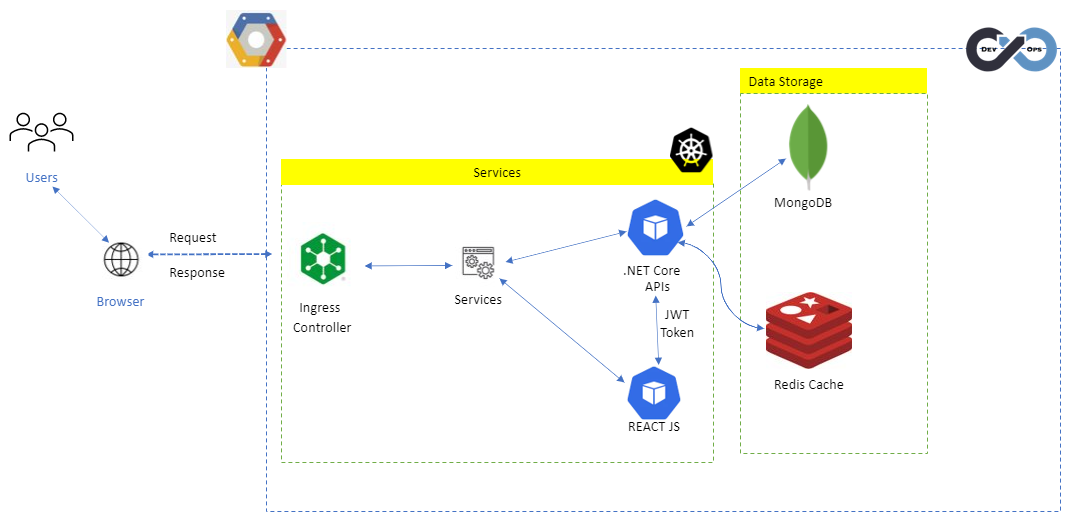 DEV OPS
Data Storage
Services
MongoDB
Users
Request
Response
Browser
Ingress
Controller
Services
.NET Core
APIs
JWT
Token
REACT JS
Redis Cache